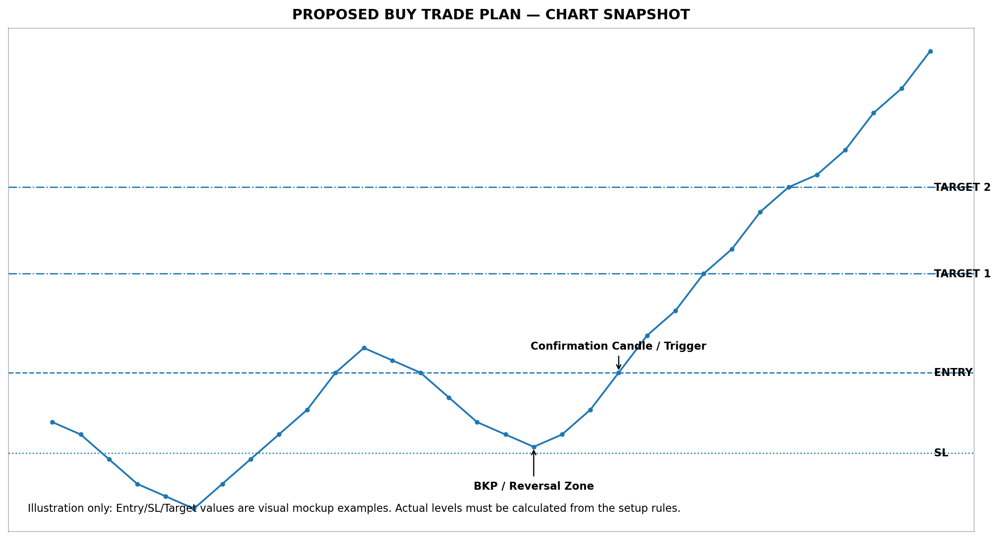 PROPOSED BUY TRADE PLAN — CHART SNAPSHOT
TARGET 2
TARGET 1
Confirmation Candle / Trigger
ENTRY
SL
BKP / Reversal Zone
Illustration only: Entry/SL/Target values are visual mockup examples. Actual levels must be calculated from the setup rules.